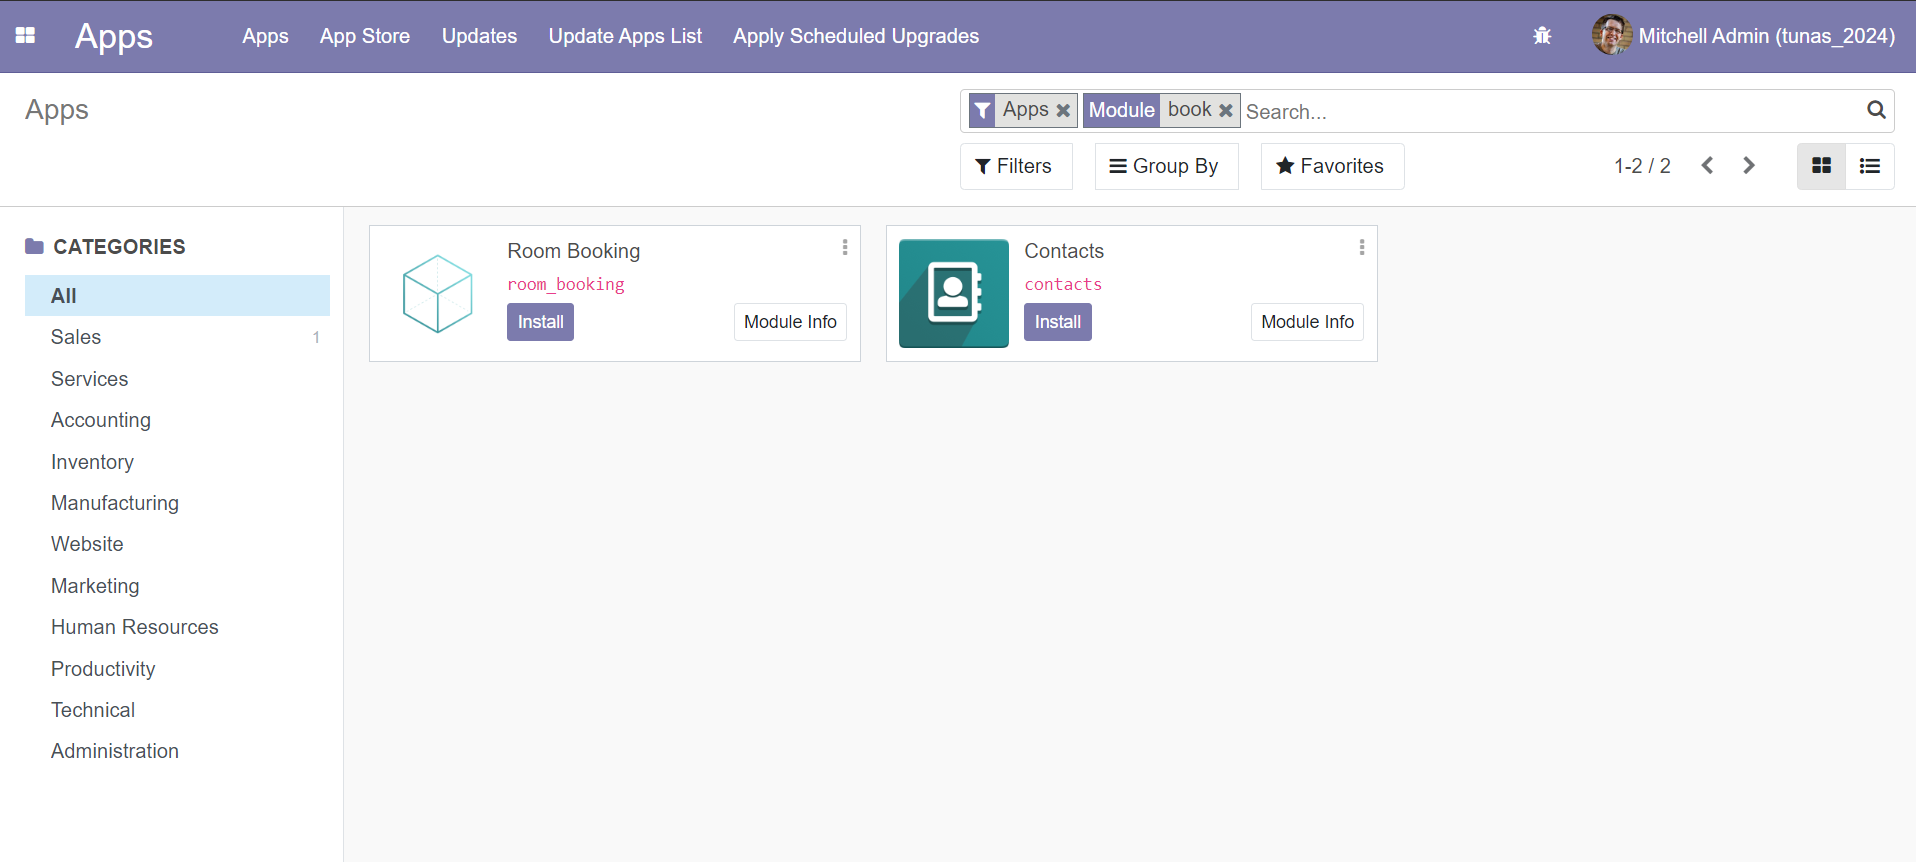 Apps
Apps App Store Updates Update Apps List Apply Scheduled Upgrades
Mitchell Admin (tunas_2024)
Apps
Apps Module book Search...
Filters Group By Favorites
1-2 / 2
CATEGORIES
All
Sales 1
Services
Accounting
Inventory
Manufacturing
Website
Marketing
Human Resources
Productivity
Technical
Administration
Room Booking
room_booking
Install Module Info
Contacts
contacts
Install Module Info